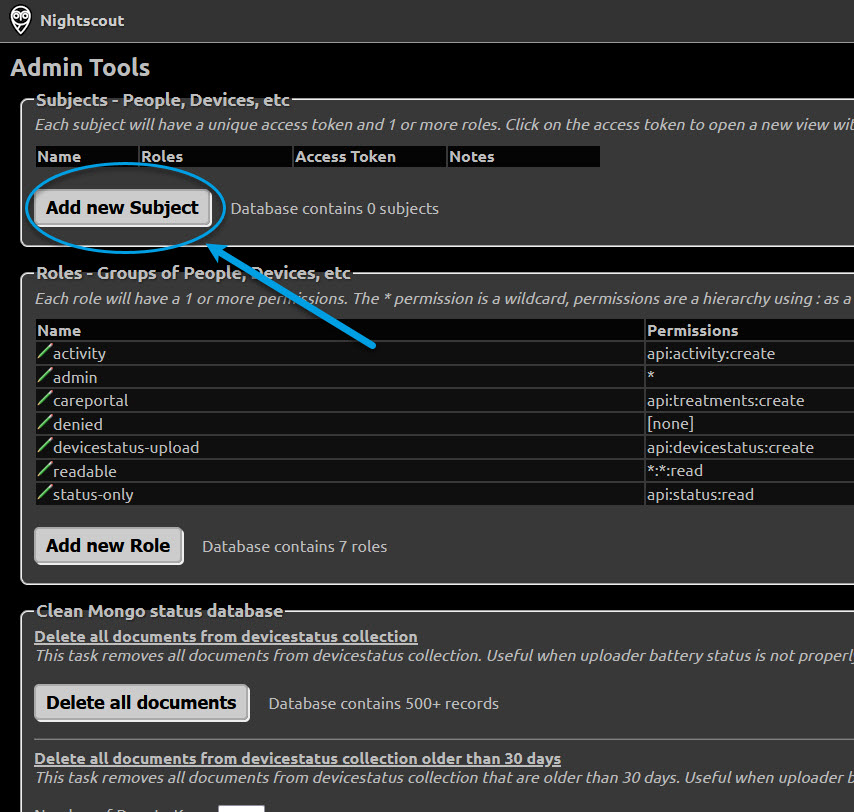 Nightscout
Admin Tools
Subjects - People, Devices, etc
Each subject will have a unique access token and 1 or more roles. Click on the access token to open a new view
Name Roles Access Token Notes
Add new Subject Database contains 0 subjects
Roles - Groups of People, Devices, etc
Each role will have a 1 or more permissions. The * permission is a wildcard, permissions are a hierarchy using : as a
Name Permissions
activity api:activity:create
admin *
careportal api:treatments:create
denied [none]
devicestatus-upload api:devicestatus:create
readable *:*:read
status-only api:status:read
Add new Role Database contains 7 roles
Clean Mongo status database
Delete all documents from devicestatus collection
This task removes all documents from devicestatus collection. Useful when uploader battery status is not properly
Delete all documents Database contains 500+ records
Delete all documents from devicestatus collection older than 30 days
This task removes all documents from devicestatus collection that are older than 30 days. Useful when uploader